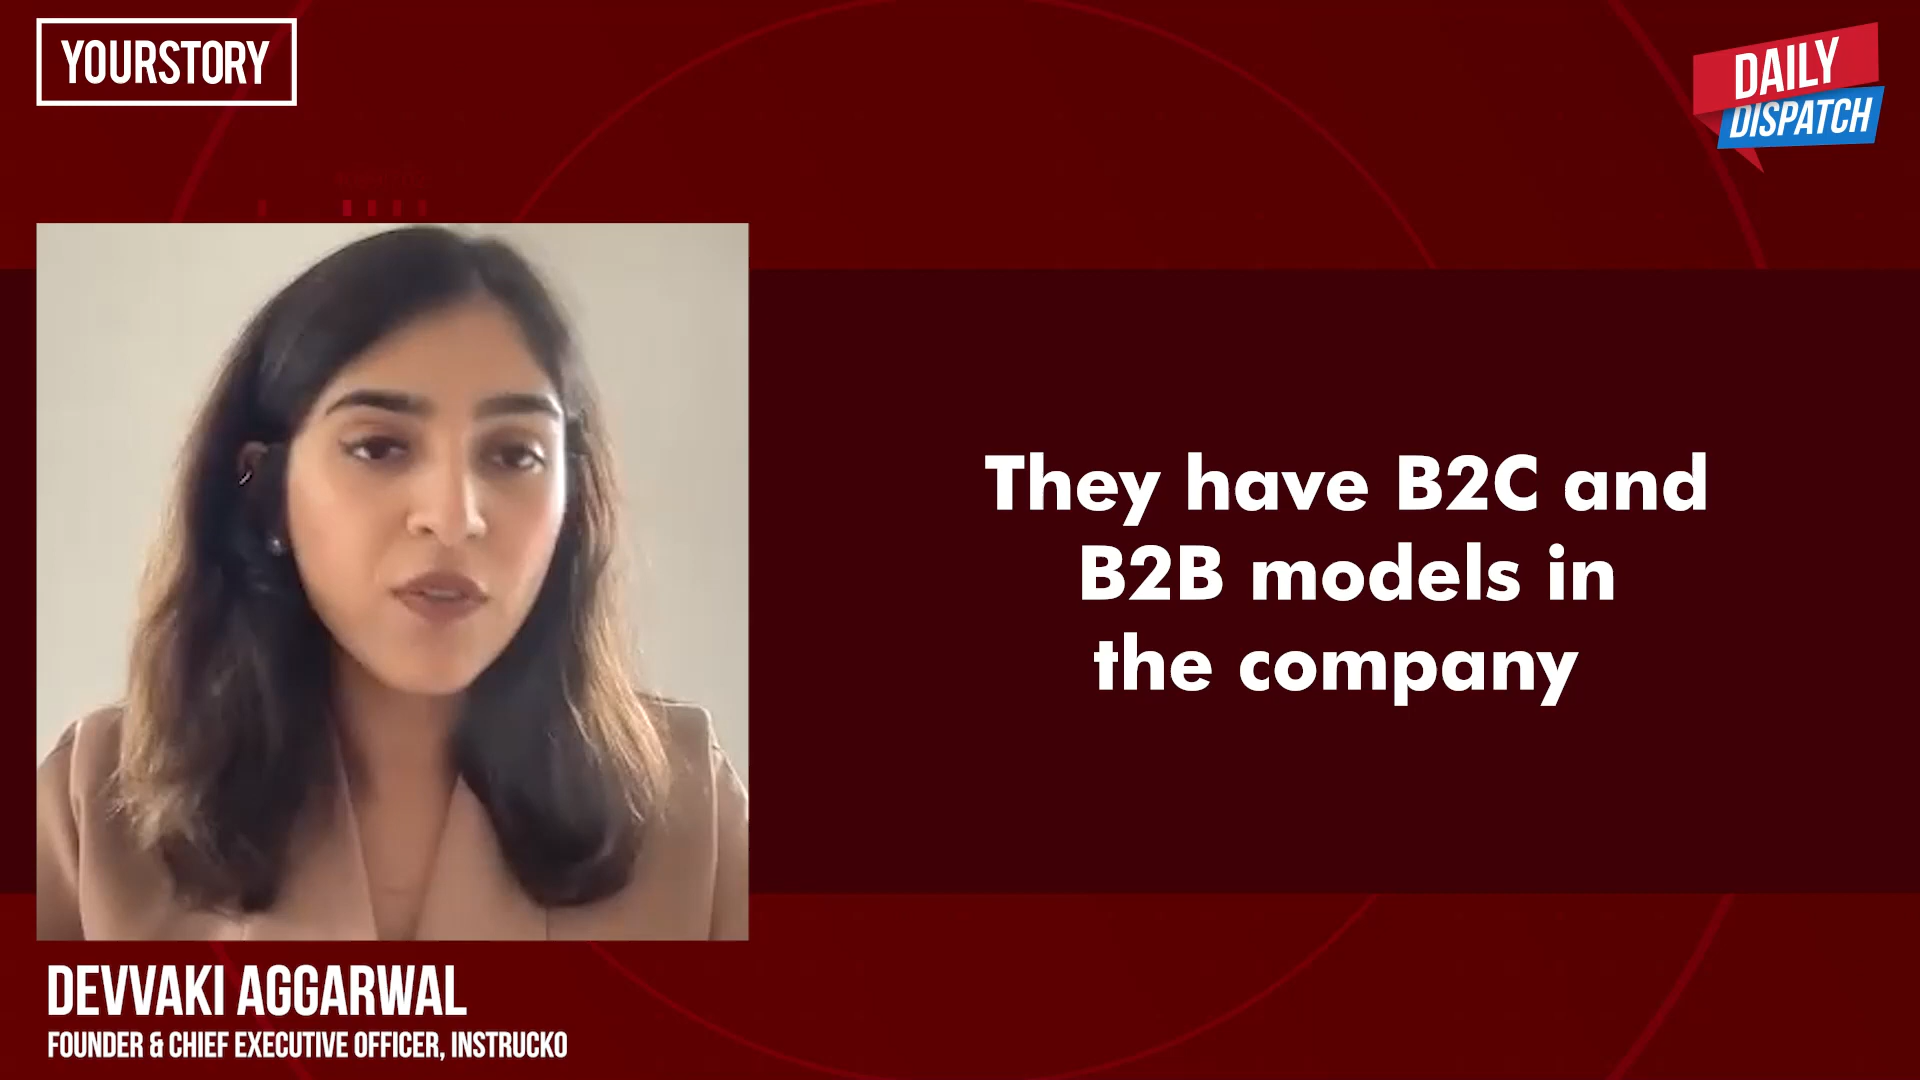 YOURSTORY
DAILY
DISPATCH
They have B2C and
B2B models in
the company
DEVVAKI AGGARWAL
FOUNDER & CHIEF EXECUTIVE OFFICER, INSTRUCKO